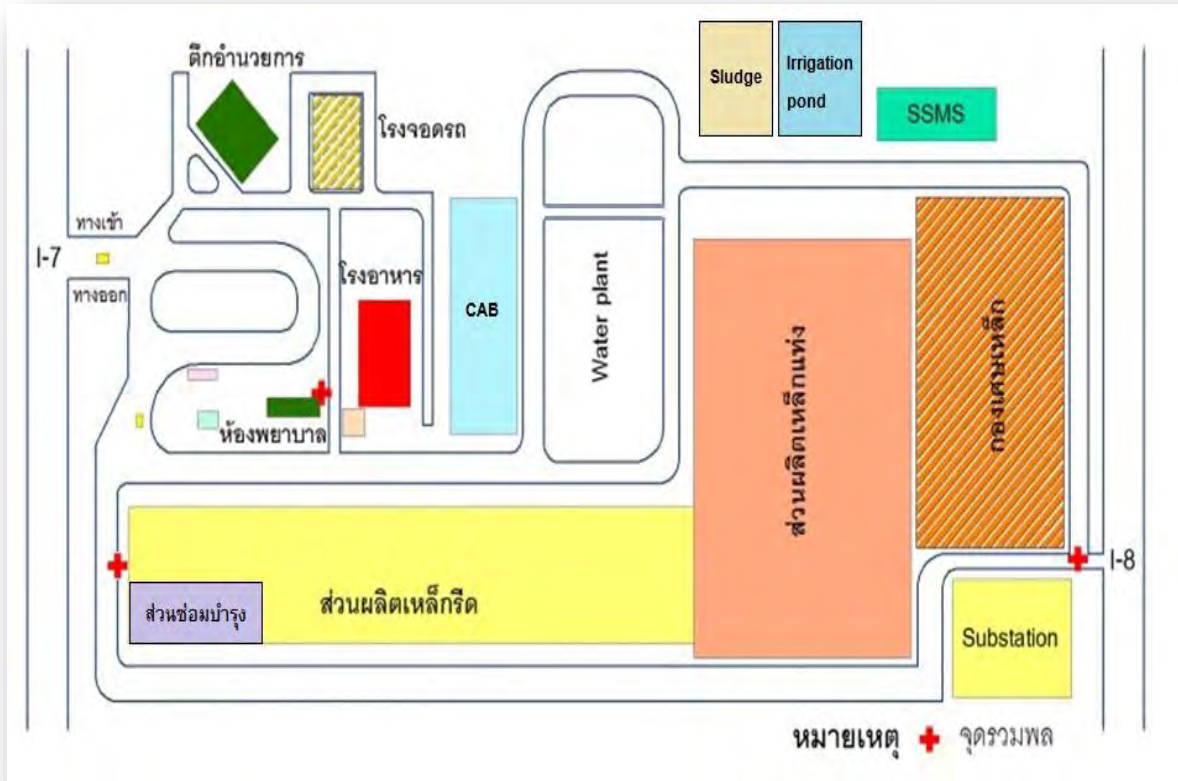 ตึกอำนวยการ
โรงจอดรถ
Sludge
Irrigation
pond
SSMS
ทางเข้า
I-7
ทางออก
โรงอาหาร
CAB
Water plant
ส่วนผลิตเหล็กแท่ง
กองเศษเหล็ก
ห้องพยาบาล
I-8
ส่วนผลิตเหล็กรีด
ส่วนซ่อมบำรุง
Substation
หมายเหตุ จุดรวมพล